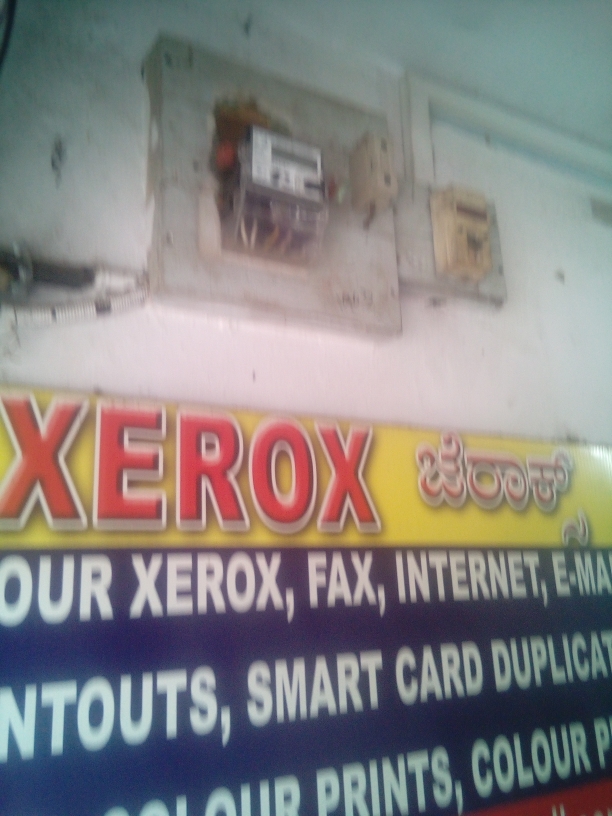 XEROX ಜೆರಾಕ್ಸ್
OUR XEROX, FAX, INTERNET, E-MA
NTOUTS, SMART CARD DUPLICAT
COLOUR PRINTS, COLOUR P